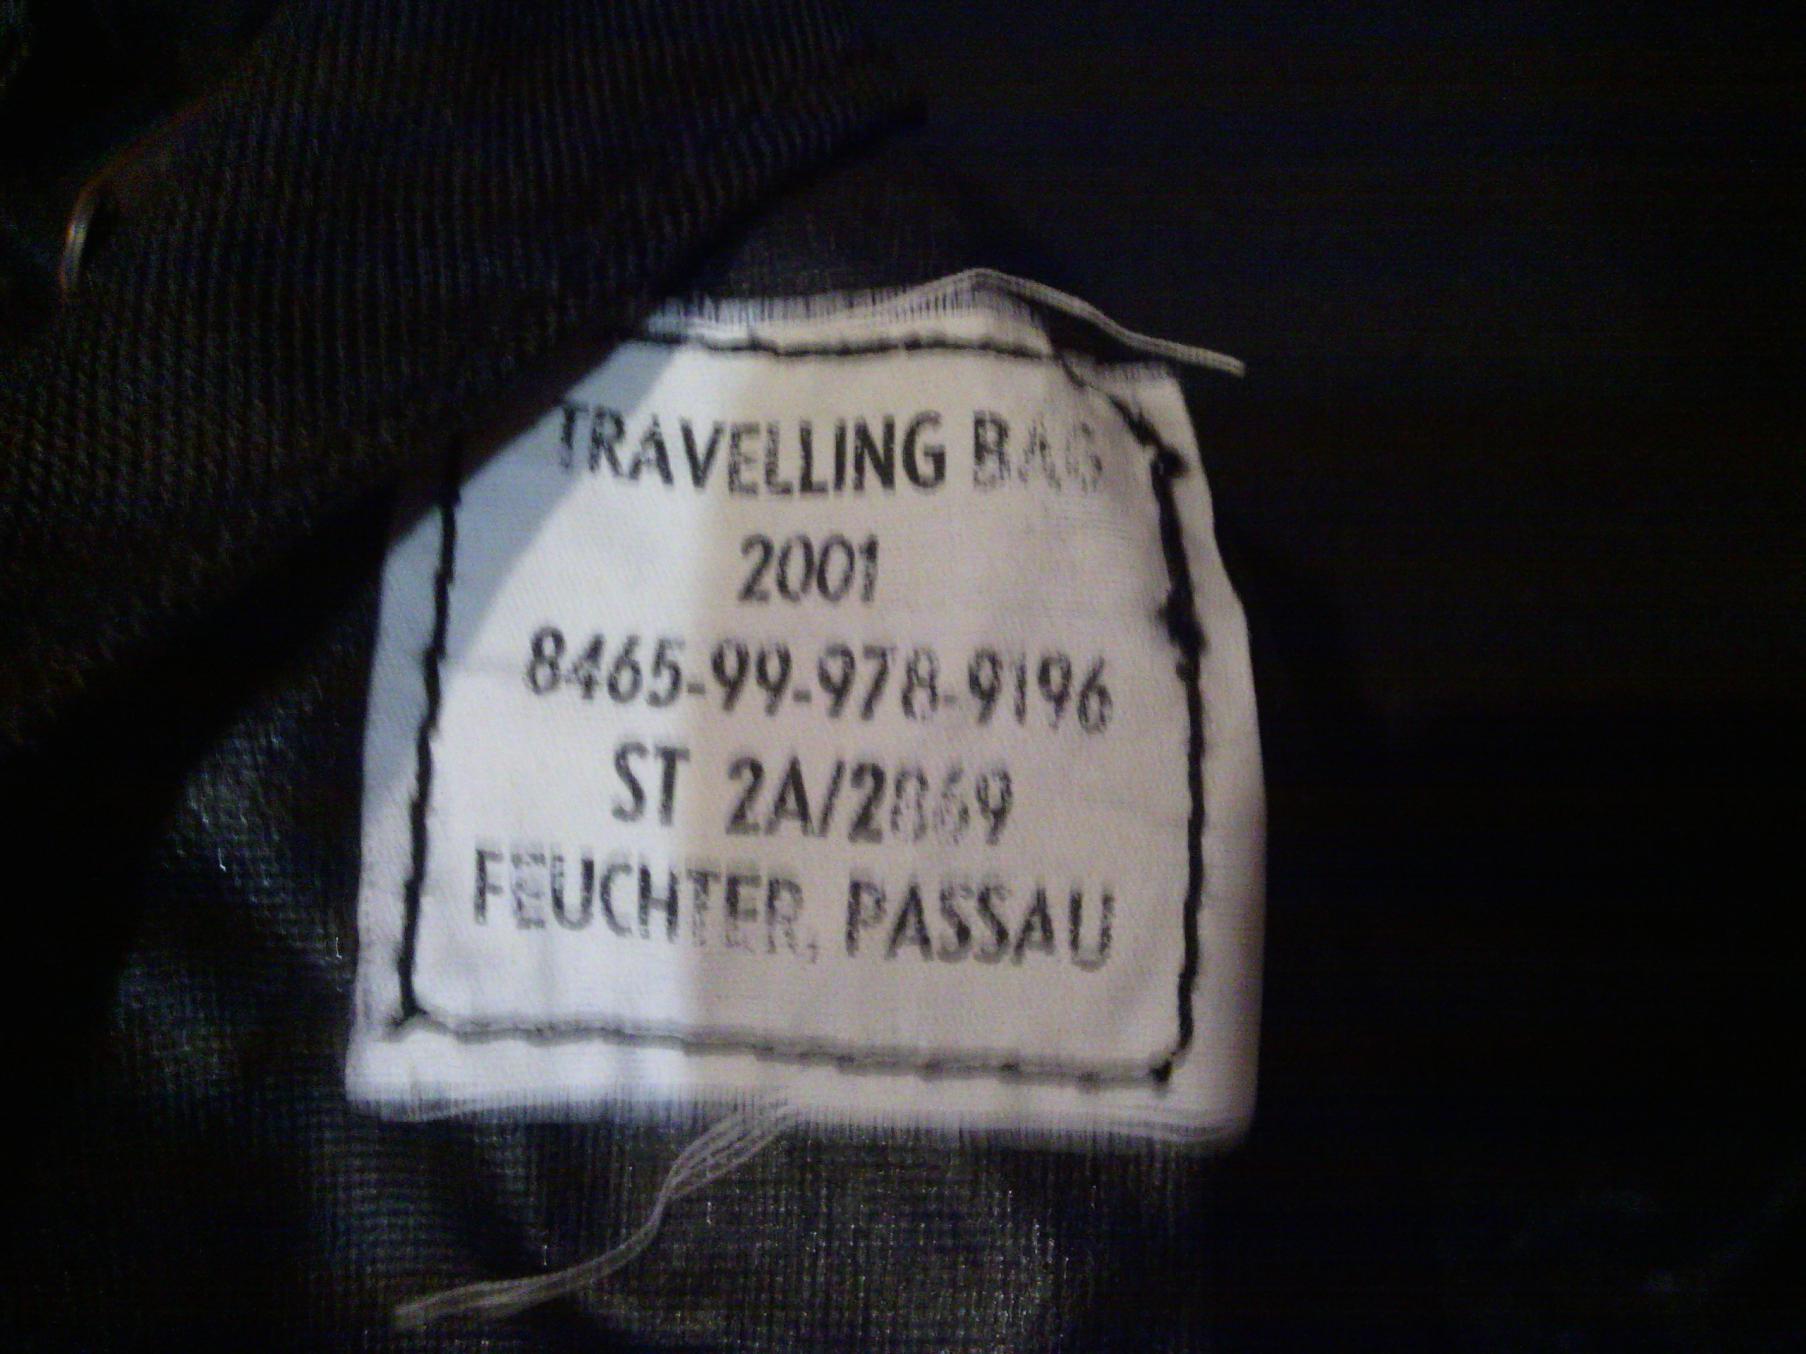 TRAVELLING BAG
2001
8465-99-978-9196
ST 2A/2869
FEUCHTER, PASSAU